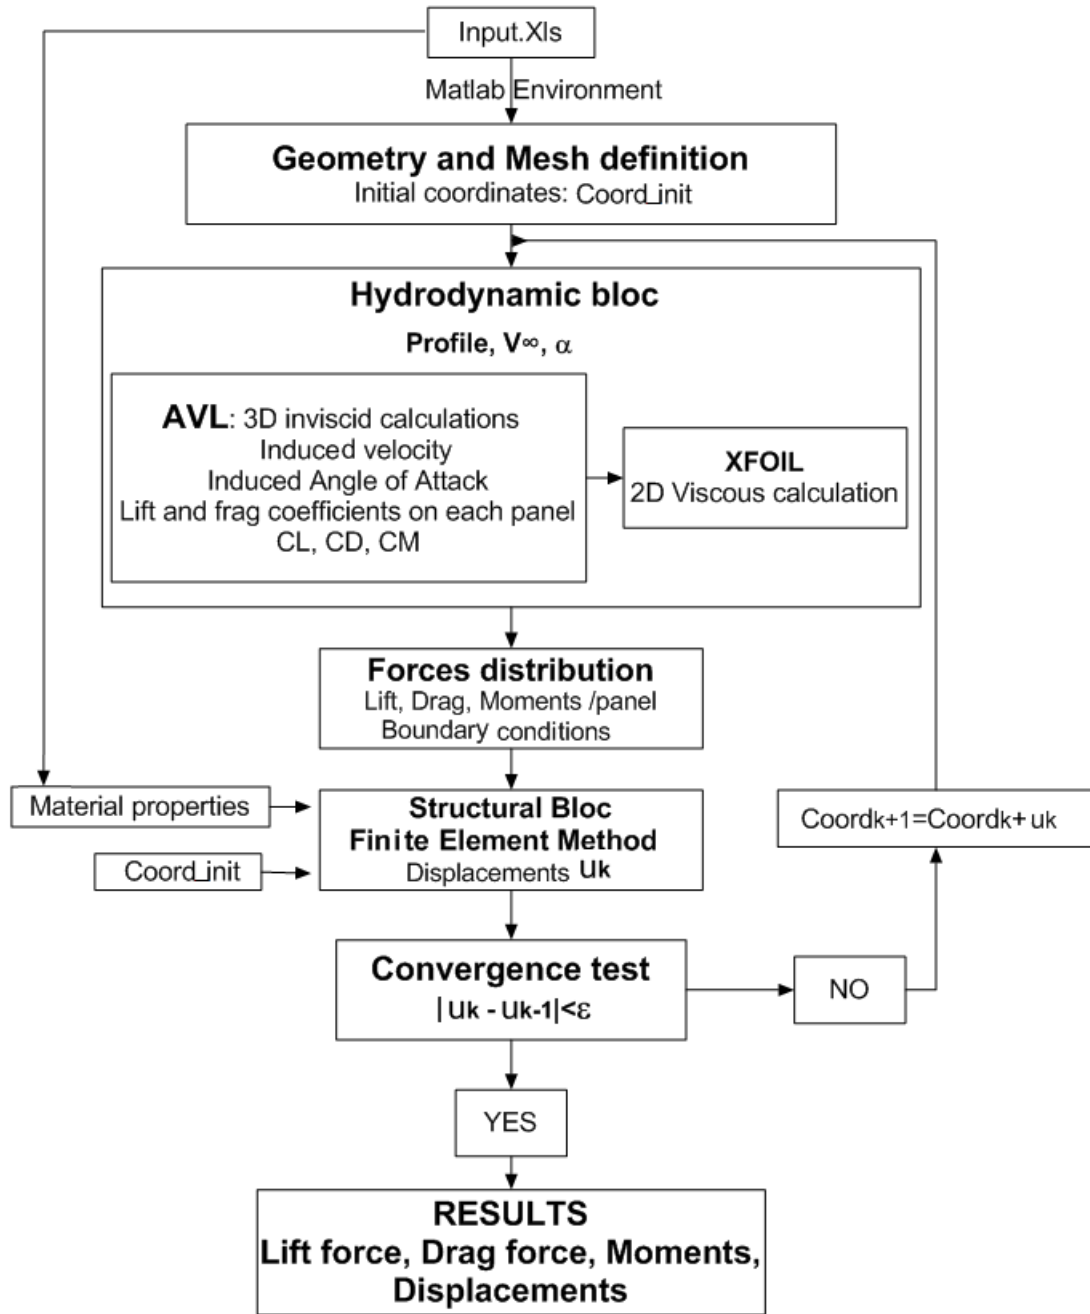 Input.Xls
Matlab Environment
Geometry and Mesh definition
Initial coordinates: Coord_init
Hydrodynamic bloc
Profile, V∞, α
AVL: 3D inviscid calculations
Induced velocity
Induced Angle of Attack
Lift and frag coefficients on each panel
CL, CD, CM
XFOIL
2D Viscous calculation
Forces distribution
Lift, Drag, Moments /panel
Boundary conditions
Material properties
Structural Bloc
Finite Element Method
Displacements Uk
Coord_init
Coordk+1=Coordk+ uk
Convergence test
|Uk - Uk-1|<ε
NO
YES
RESULTS
Lift force, Drag force, Moments,
Displacements